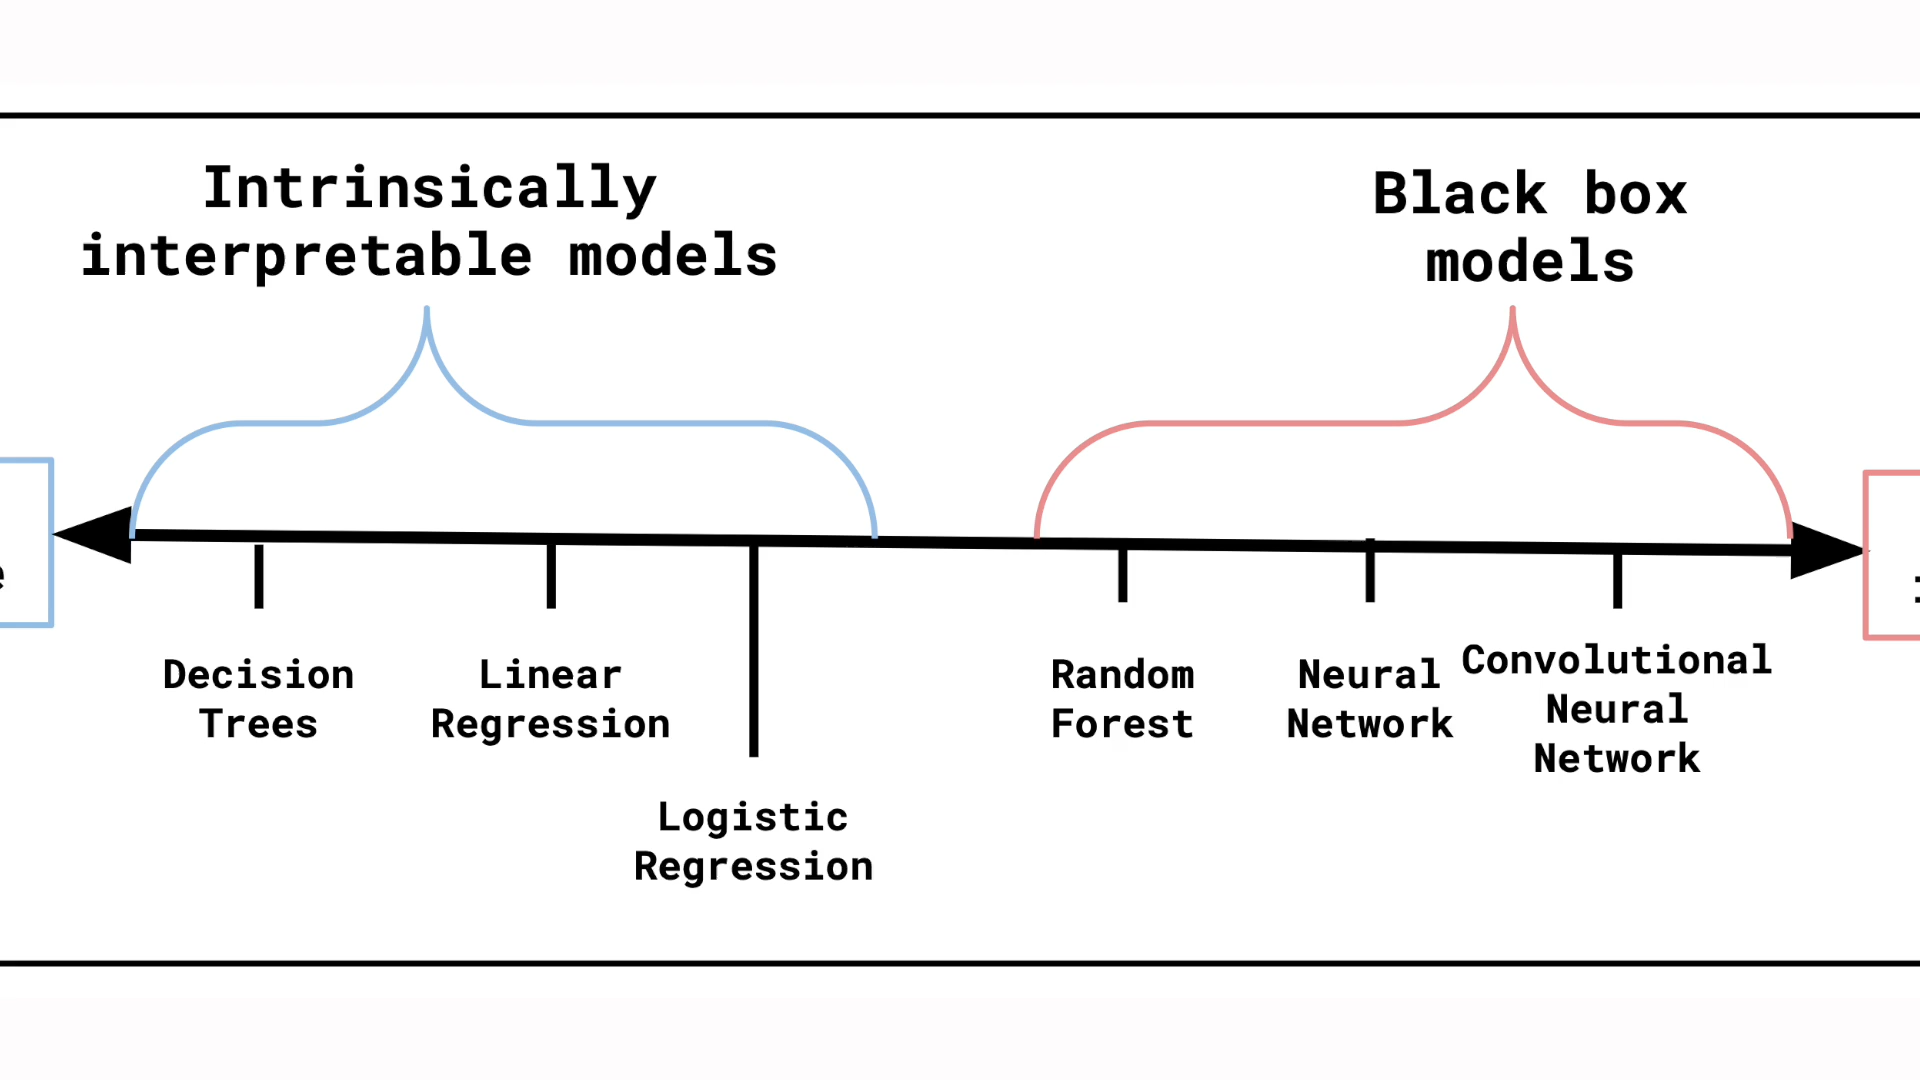 Intrinsically
interpretable models
Black box
models
Decision
Trees
Linear
Regression
Logistic
Regression
Random
Forest
Neural
Network
Convolutional
Neural
Network